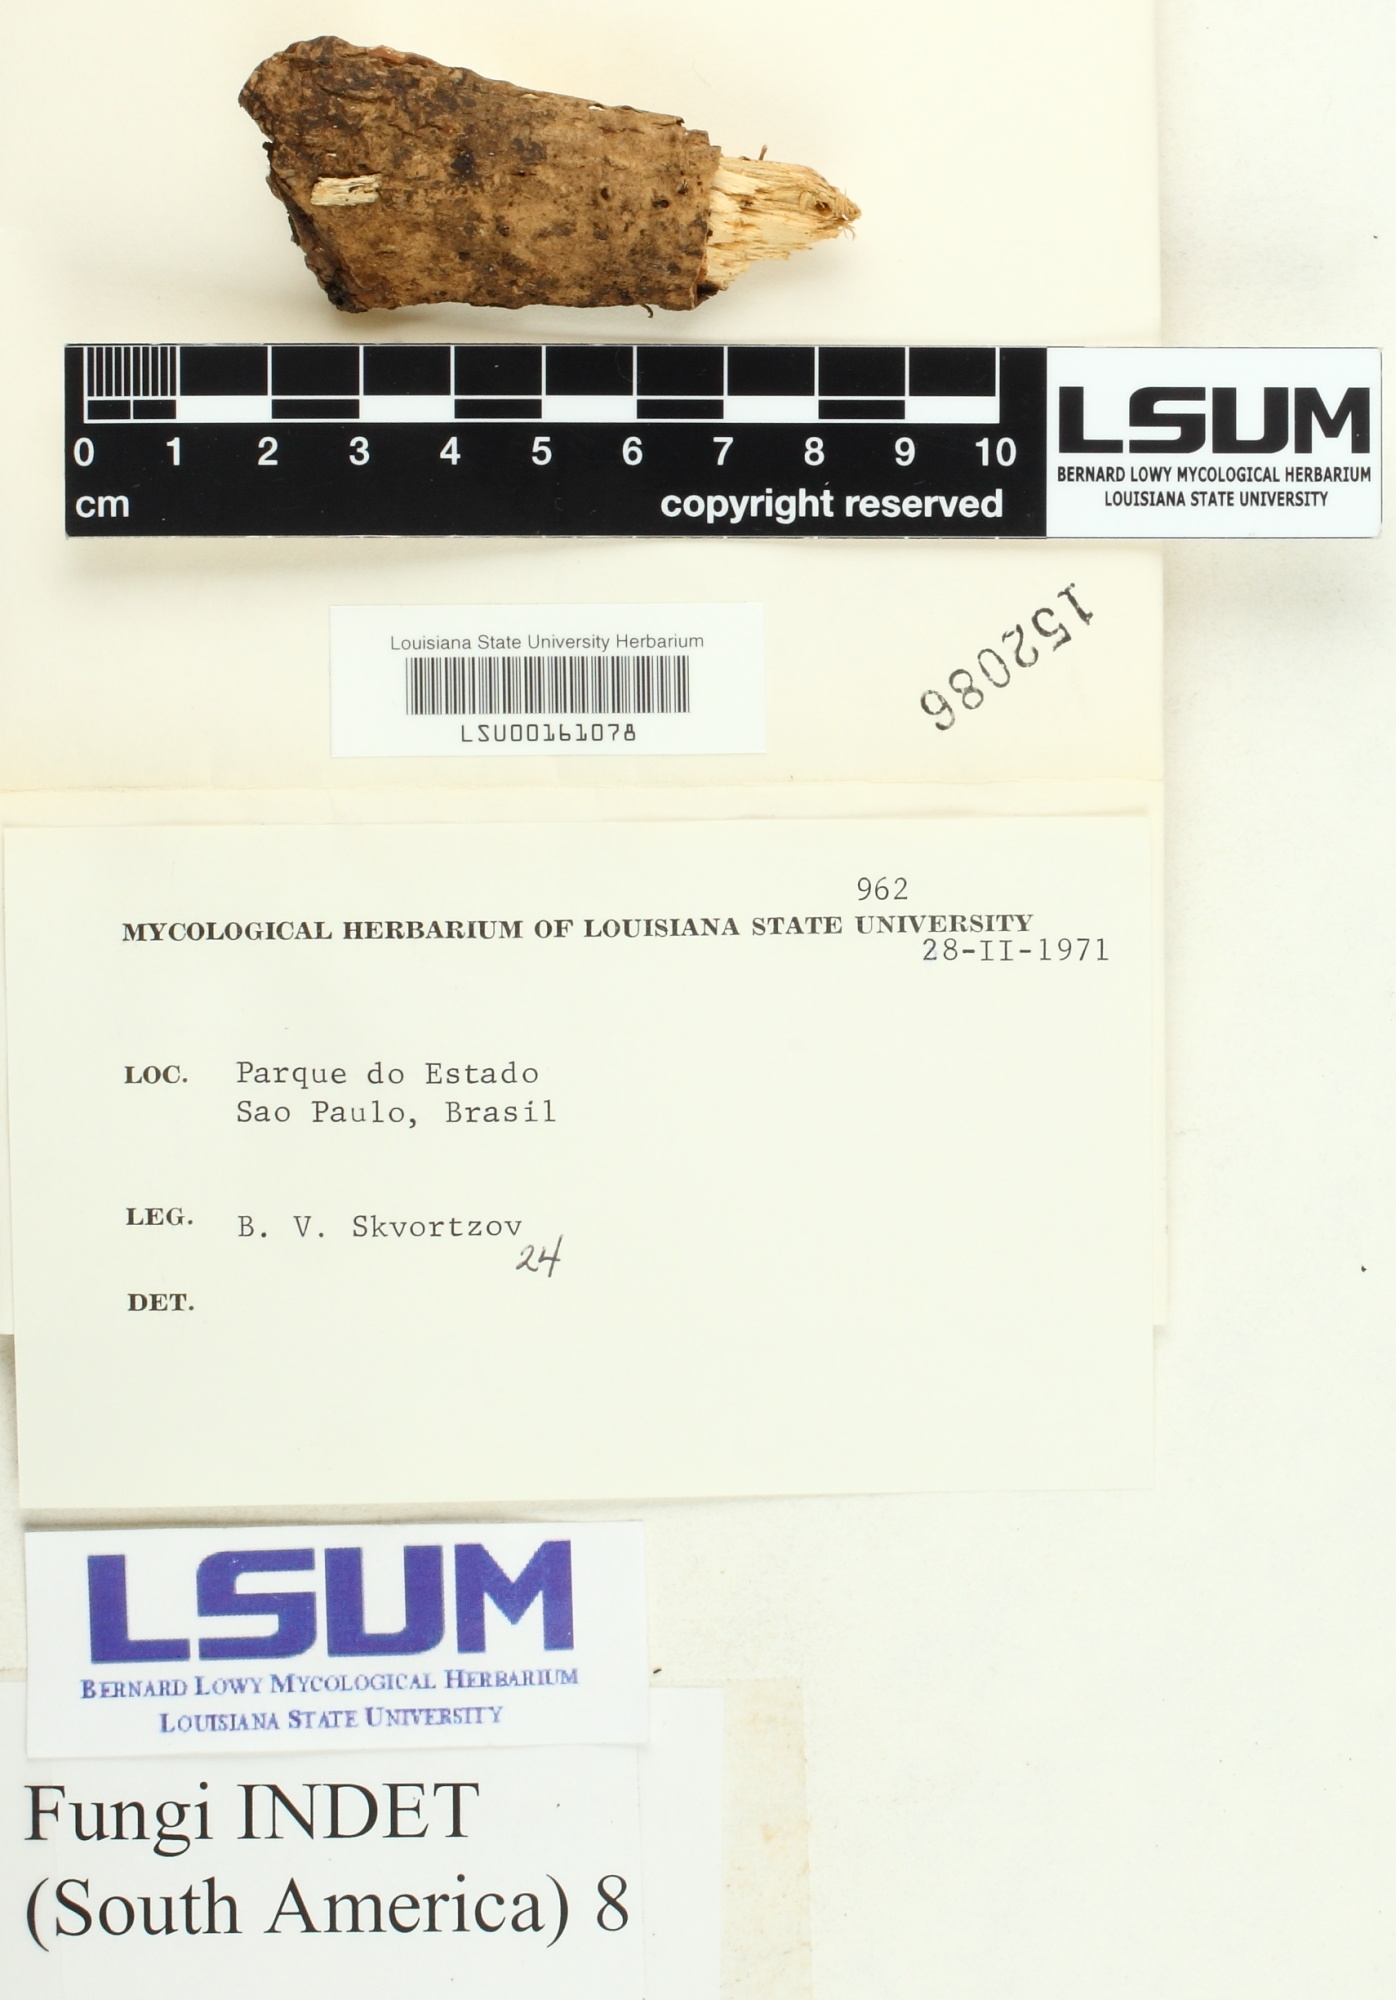 0 1 2 3 4 5 6 7 8 9 10
cm copyright reserved
LSUM
BERNARD LOWY MYCOLOGICAL HERBARIUM
LOUISIANA STATE UNIVERSITY
152086
Louisiana State University Herbarium
LSU00161078
962
MYCOLOGICAL HERBARIUM OF LOUISIANA STATE UNIVERSITY
28-II-1971
LOC. Parque do Estado
Sao Paulo, Brasil
LEG. B. V. Skvortzov
24
DET.
LSUM
BERNARD LOWY MYCOLOGICAL HERBARIUM
LOUISIANA STATE UNIVERSITY
Fungi INDET
(South America) 8